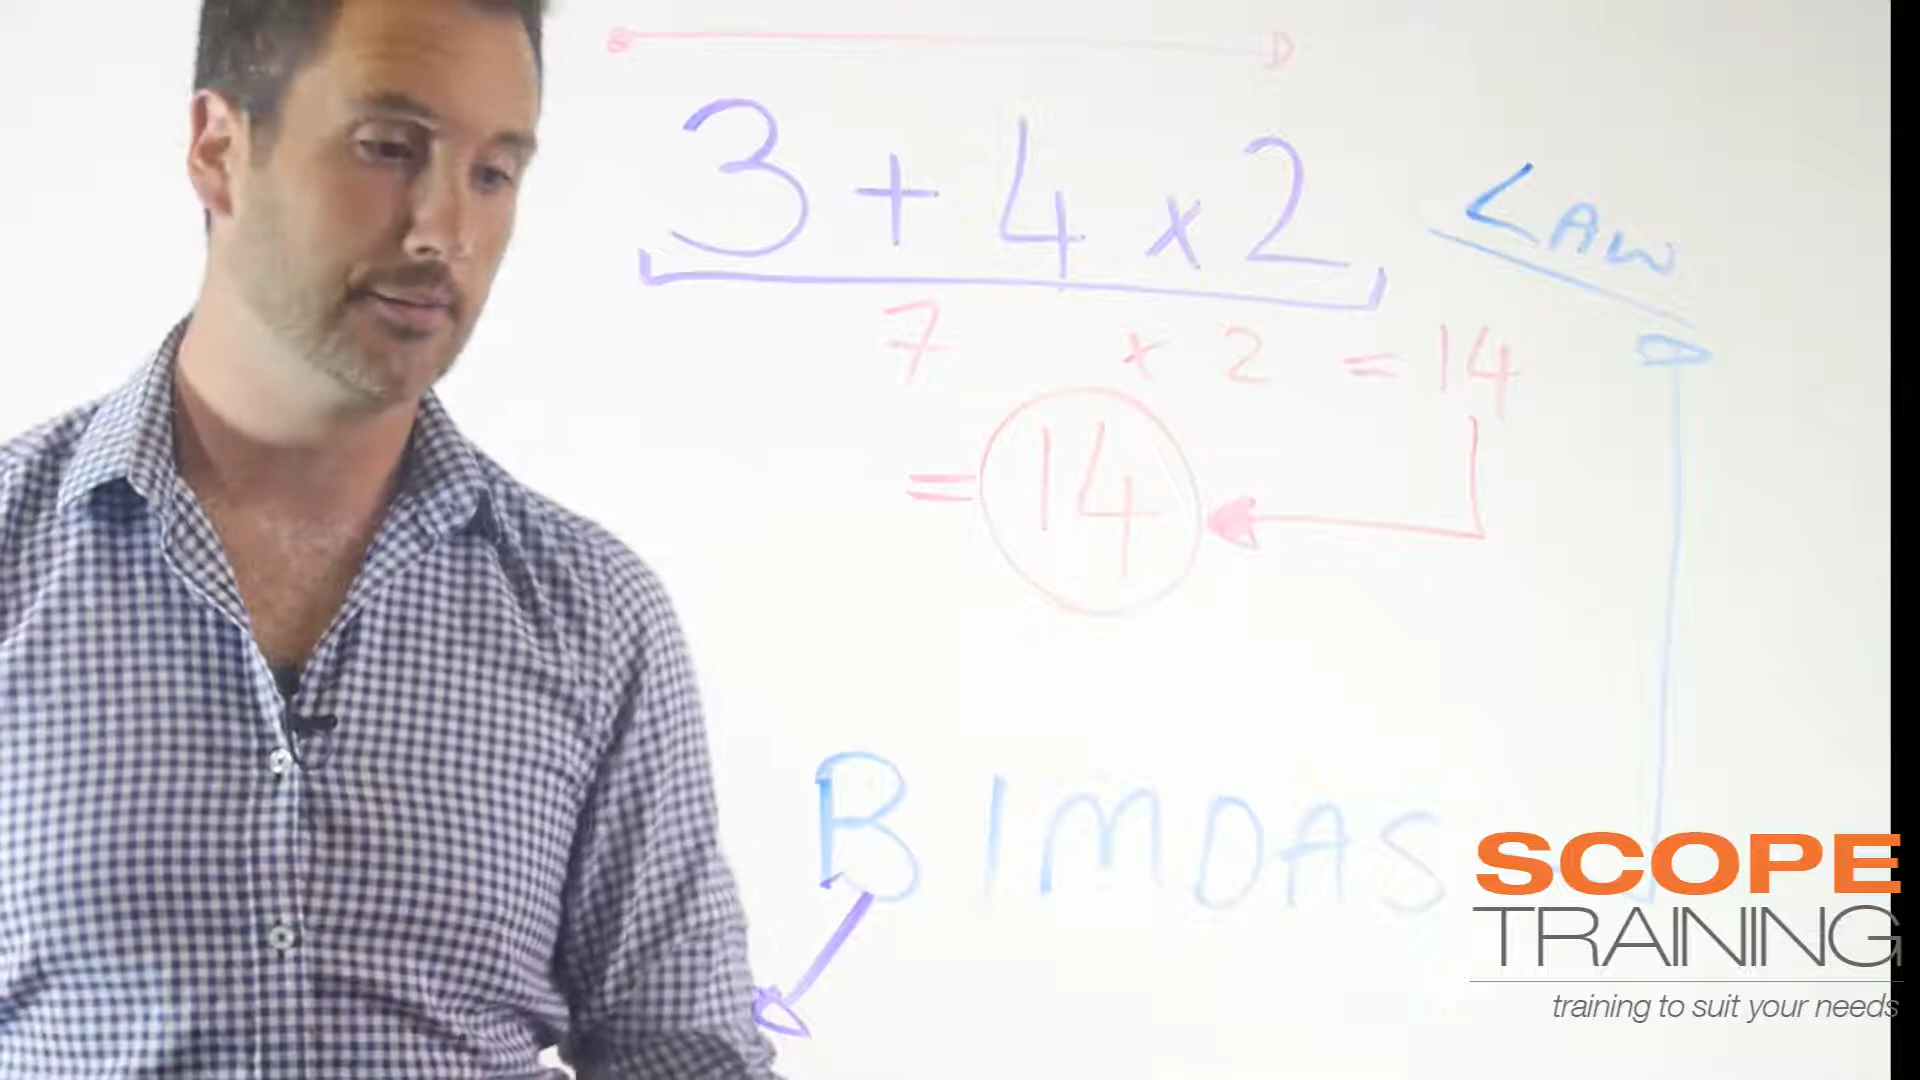 3 + 4 x 2
LAW
7 x 2 = 14
= 14
BIMDAS
SCOPE
TRAINING
training to suit your needs